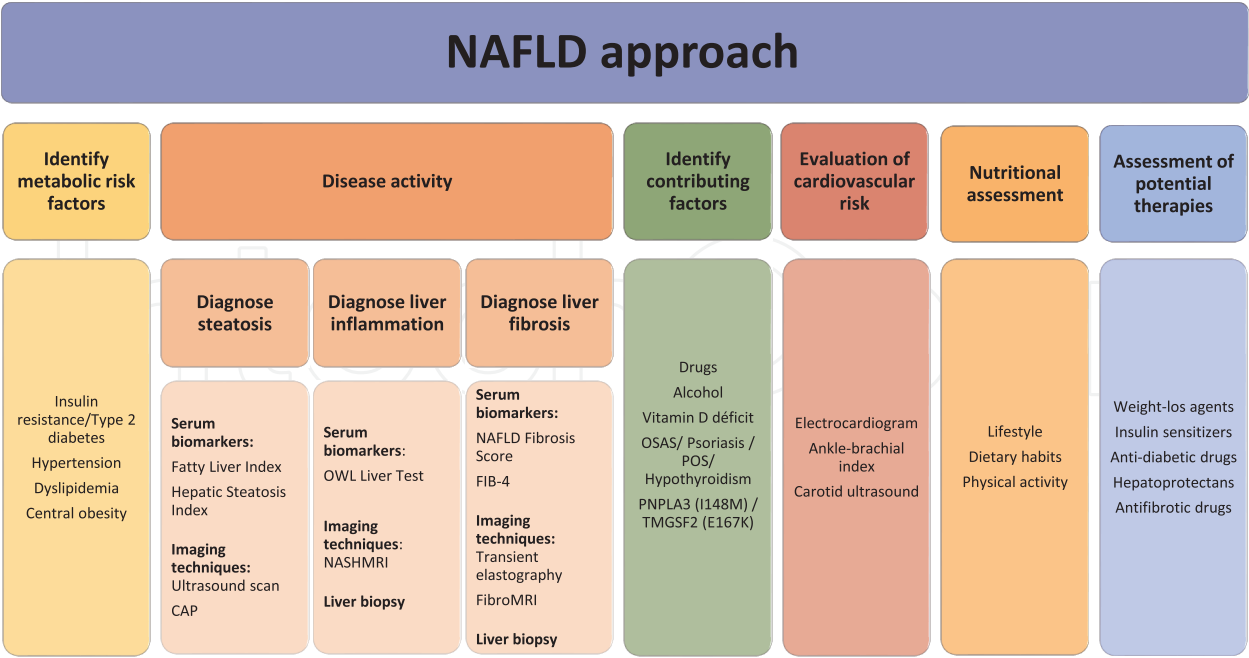 NAFLD approach
Identify
metabolic risk
factors
Disease activity
Identify
contributing
factors
Evaluation of
cardiovascular
risk
Nutritional
assessment
Assessment of
potential
therapies
Insulin
resistance/Type 2
diabetes
Hypertension
Dyslipidemia
Central obesity
Diagnose
steatosis
Serum
biomarkers:
Fatty Liver Index
Hepatic Steatosis
Index
Imaging
techniques:
Ultrasound scan
CAP
Diagnose liver
inflammation
Serum
biomarkers:
OWL Liver Test
Imaging
techniques:
NASHMRI
Liver biopsy
Diagnose liver
fibrosis
Serum
biomarkers:
NAFLD Fibrosis
Score
FIB-4
Imaging
techniques:
Transient
elastography
FibroMRI
Liver biopsy
Drugs
Alcohol
Vitamin D déficit
OSAS/ Psoriasis /
POS/
Hypothyroidism
PNPLA3 (I148M) /
TMGSF2 (E167K)
Electrocardiogram
Ankle-brachial
index
Carotid ultrasound
Lifestyle
Dietary habits
Physical activity
Weight-los agents
Insulin sensitizers
Anti-diabetic drugs
Hepatoprotectans
Antifibrotic drugs